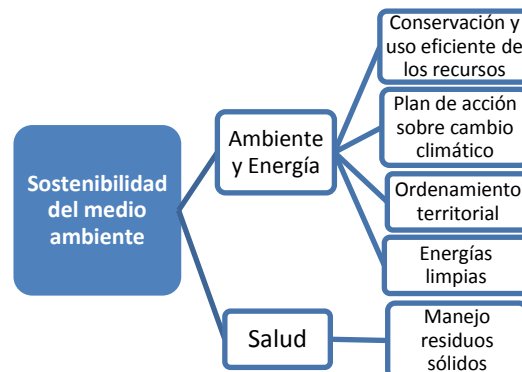 Sostenibilidad
del medio
ambiente
Ambiente
y Energía
Salud
Conservación y
uso eficiente de
los recursos
Plan de acción
sobre cambio
climático
Ordenamiento
territorial
Energías
limpias
Manejo
residuos
sólidos